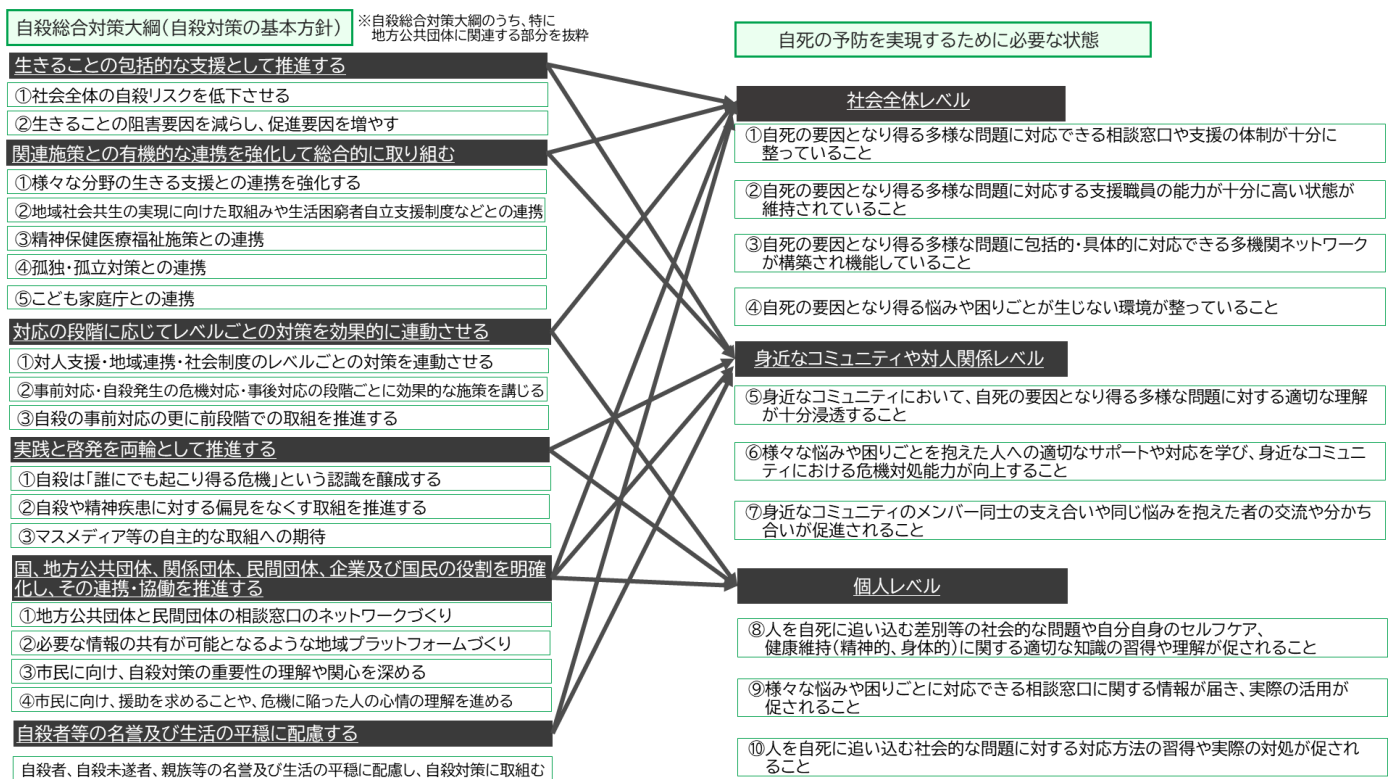 自殺総合対策大綱(自殺対策の基本方針)
※自殺総合対策大綱のうち、特に
地方公共団体に関連する部分を抜粋
生きることの包括的な支援として推進する
①社会全体の自殺リスクを低下させる
②生きることの阻害要因を減らし、促進要因を増やす
関連施策との有機的な連携を強化して総合的に取り組む
①様々な分野の生きる支援との連携を強化する
②地域社会共生の実現に向けた取組みや生活困窮者自立支援制度などとの連携
③精神保健医療福祉施策との連携
④孤独・孤立対策との連携
⑤こども家庭庁との連携
対応の段階に応じてレベルごとの対策を効果的に連動させる
①対人支援・地域連携・社会制度のレベルごとの対策を連動させる
②事前対応・自殺発生の危機対応・事後対応の段階ごとに効果的な施策を講じる
③自殺の事前対応の更に前段階での取組を推進する
実践と啓発を両輪として推進する
①自殺は「誰にでも起こり得る危機」という認識を醸成する
②自殺や精神疾患に対する偏見をなくす取組を推進する
③マスメディア等の自主的な取組への期待
国、地方公共団体、関係団体、民間団体、企業及び国民の役割を明確
化し、その連携・協働を推進する
①地方公共団体と民間団体の相談窓口のネットワークづくり
②必要な情報の共有が可能となるような地域プラットフォームづくり
③市民に向け、自殺対策の重要性の理解や関心を深める
④市民に向け、援助を求めることや、危機に陥った人の心情の理解を進める
自殺者等の名誉及び生活の平穏に配慮する
自殺者、自殺未遂者、親族等の名誉及び生活の平穏に配慮し、自殺対策に取組む
自死の予防を実現するために必要な状態
社会全体レベル
①自死の要因となり得る多様な問題に対応できる相談窓口や支援の体制が十分に
整っていること
②自死の要因となり得る多様な問題に対応する支援職員の能力が十分に高い状態が
維持されていること
③自死の要因となり得る多様な問題に包括的・具体的に対応できる多機関ネットワーク
が構築され機能していること
④自死の要因となり得る悩みや困りごとが生じない環境が整っていること
身近なコミュニティや対人関係レベル
⑤身近なコミュニティにおいて、自死の要因となり得る多様な問題に対する適切な理解
が十分浸透すること
⑥様々な悩みや困りごとを抱えた人への適切なサポートや対応を学び、身近なコミュニ
ティにおける危機対処能力が向上すること
⑦身近なコミュニティのメンバー同士の支え合いや同じ悩みを抱えた者の交流や分かち
合いが促進されること
個人レベル
⑧人を自死に追い込む差別等の社会的な問題や自分自身のセルフケア、
健康維持(精神的、身体的)に関する適切な知識の習得や理解が促されること
⑨様々な悩みや困りごとに対応できる相談窓口に関する情報が届き、実際の活用が
促されること
⑩人を自死に追い込む社会的な問題に対する対応方法の習得や実際の対処が促され
ること